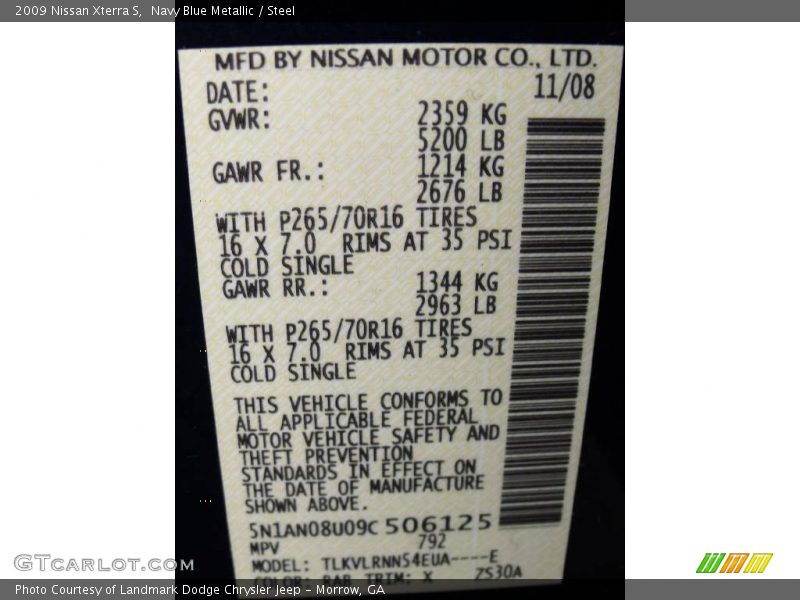 2009 Nissan Xterra S,  Navy Blue Metallic / Steel
MFD BY NISSAN MOTOR CO., LTD.
DATE: 11/08
GVWR: 2359 KG
5200 LB
GAWR FR.: 1214 KG
2676 LB
WITH P265/70R16 TIRES
16 X 7.0 RIMS AT 35 PSI
COLD SINGLE
GAWR RR.: 1344 KG
2963 LB
WITH P265/70R16 TIRES
16 X 7.0 RIMS AT 35 PSI
COLD SINGLE
THIS VEHICLE CONFORMS TO
ALL APPLICABLE FEDERAL
MOTOR VEHICLE SAFETY AND
THEFT PREVENTION
STANDARDS IN EFFECT ON
THE DATE OF MANUFACTURE
SHOWN ABOVE.
5N1AN08U09C506125
MPV 792
MODEL: TLKVLRNNS4EUA----E
COLOR: RAB TRIM: X ZS30A
GTCarlot.com
Photo Courtesy of Landmark Dodge Chrysler Jeep - Morrow, GA